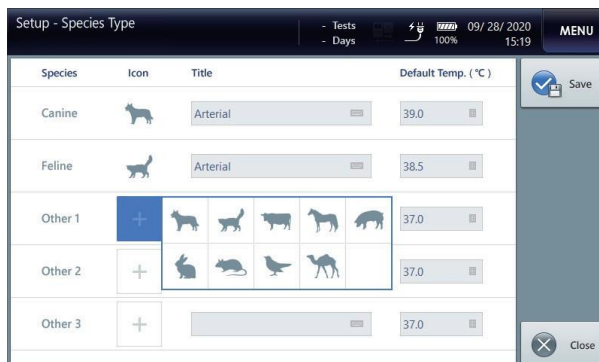 Setup - Species Type
- Tests
- Days
100%
09/ 28/ 2020
15:19
MENU
Species Icon Title Default Temp. ( ℃ )
Save
Canine Arterial 39.0
Feline Arterial 38.5
Other 1 + 37.0
Other 2 + 37.0
Other 3 + 37.0
Close